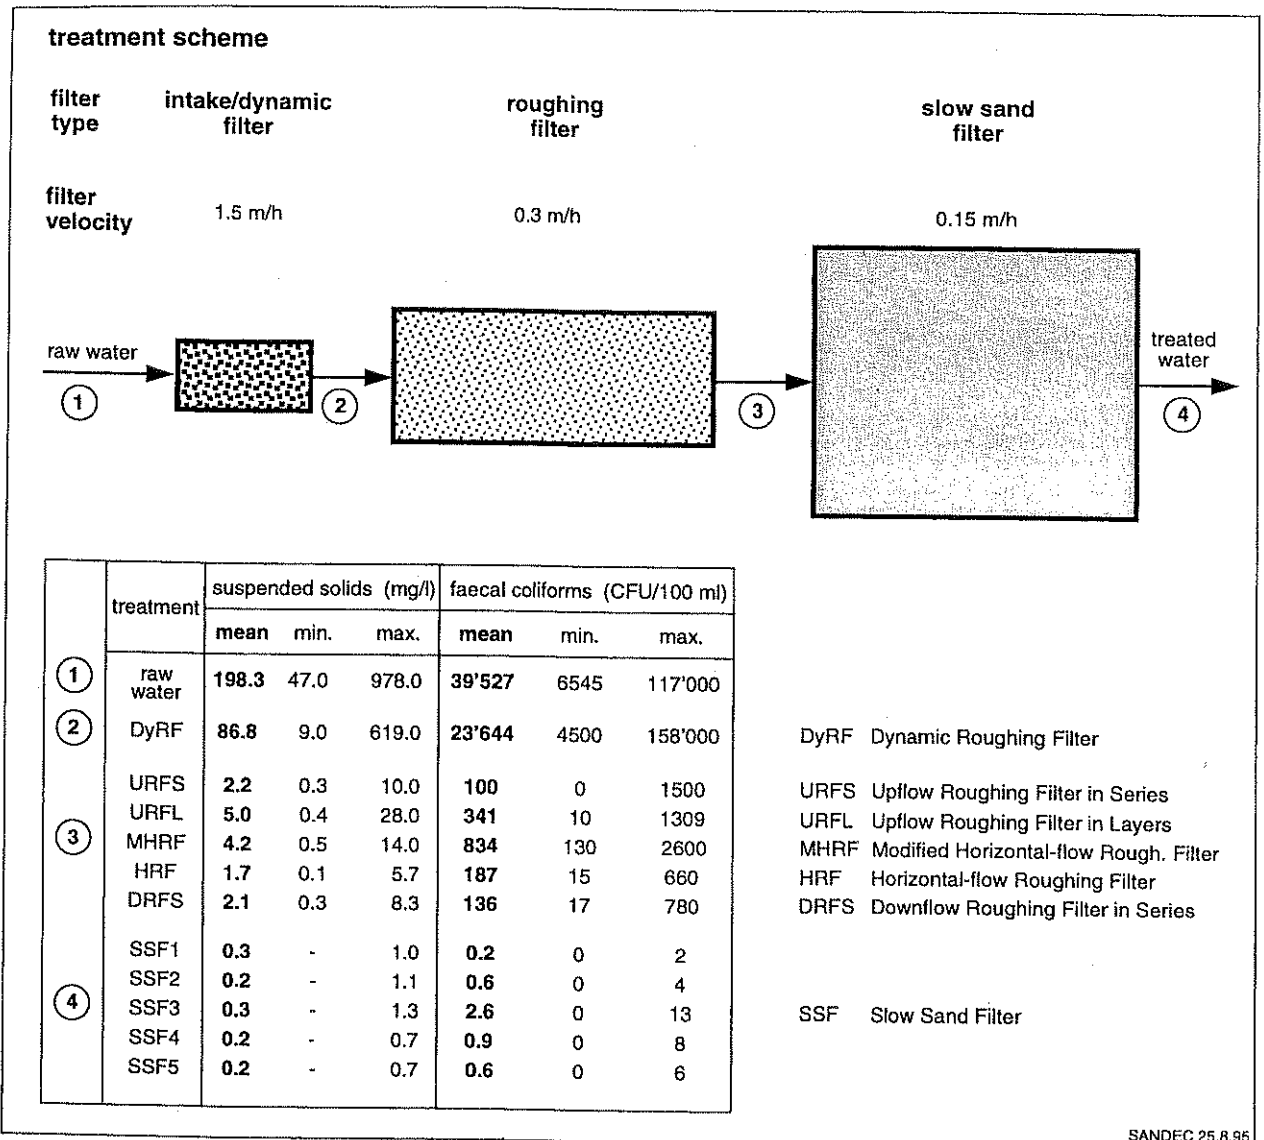 treatment scheme
filter type intake/dynamic filter roughing filter slow sand filter
filter velocity 1.5 m/h 0.3 m/h 0.15 m/h
raw water
treated water
1 2 3 4
treatment suspended solids (mg/l) faecal coliforms (CFU/100 ml)
mean min. max. mean min. max.
1 raw water 198.3 47.0 978.0 39'527 6545 117'000
2 DyRF 86.8 9.0 619.0 23'644 4500 158'000
URFS 2.2 0.3 10.0 100 0 1500
URFL 5.0 0.4 28.0 341 10 1309
3 MHRF 4.2 0.5 14.0 834 130 2600
HRF 1.7 0.1 5.7 187 15 660
DRFS 2.1 0.3 8.3 136 17 780
SSF1 0.3 - 1.0 0.2 0 2
SSF2 0.2 - 1.1 0.6 0 4
4 SSF3 0.3 - 1.3 2.6 0 13
SSF4 0.2 - 0.7 0.9 0 8
SSF5 0.2 - 0.7 0.6 0 6
DyRF Dynamic Roughing Filter
URFS Upflow Roughing Filter in Series
URFL Upflow Roughing Filter in Layers
MHRF Modified Horizontal-flow Rough. Filter
HRF Horizontal-flow Roughing Filter
DRFS Downflow Roughing Filter in Series
SSF Slow Sand Filter
SANDEC 25.8.95